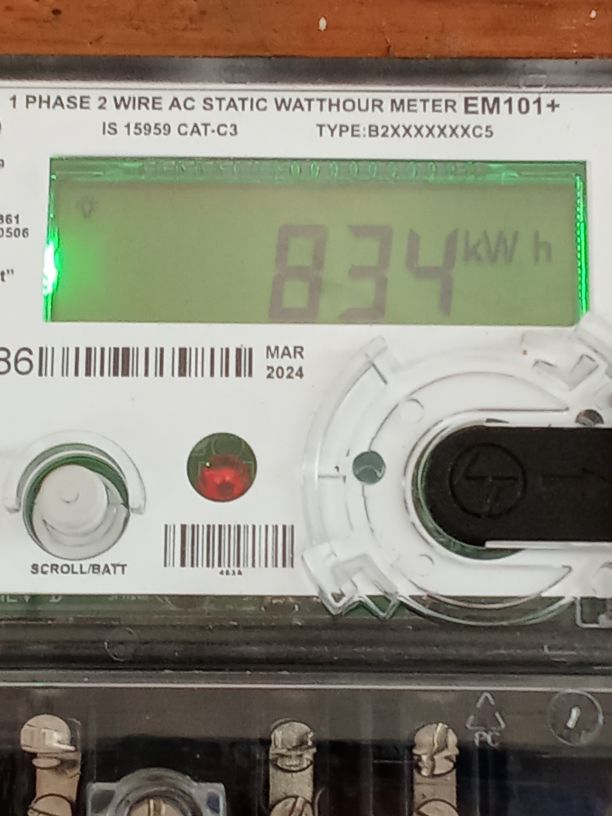 1 PHASE 2 WIRE AC STATIC WATTHOUR METER EM101+
IS 15959 CAT-C3 TYPE:B2XXXXXXXC5
834 kW h
MAR
2024
SCROLL/BATT
PC